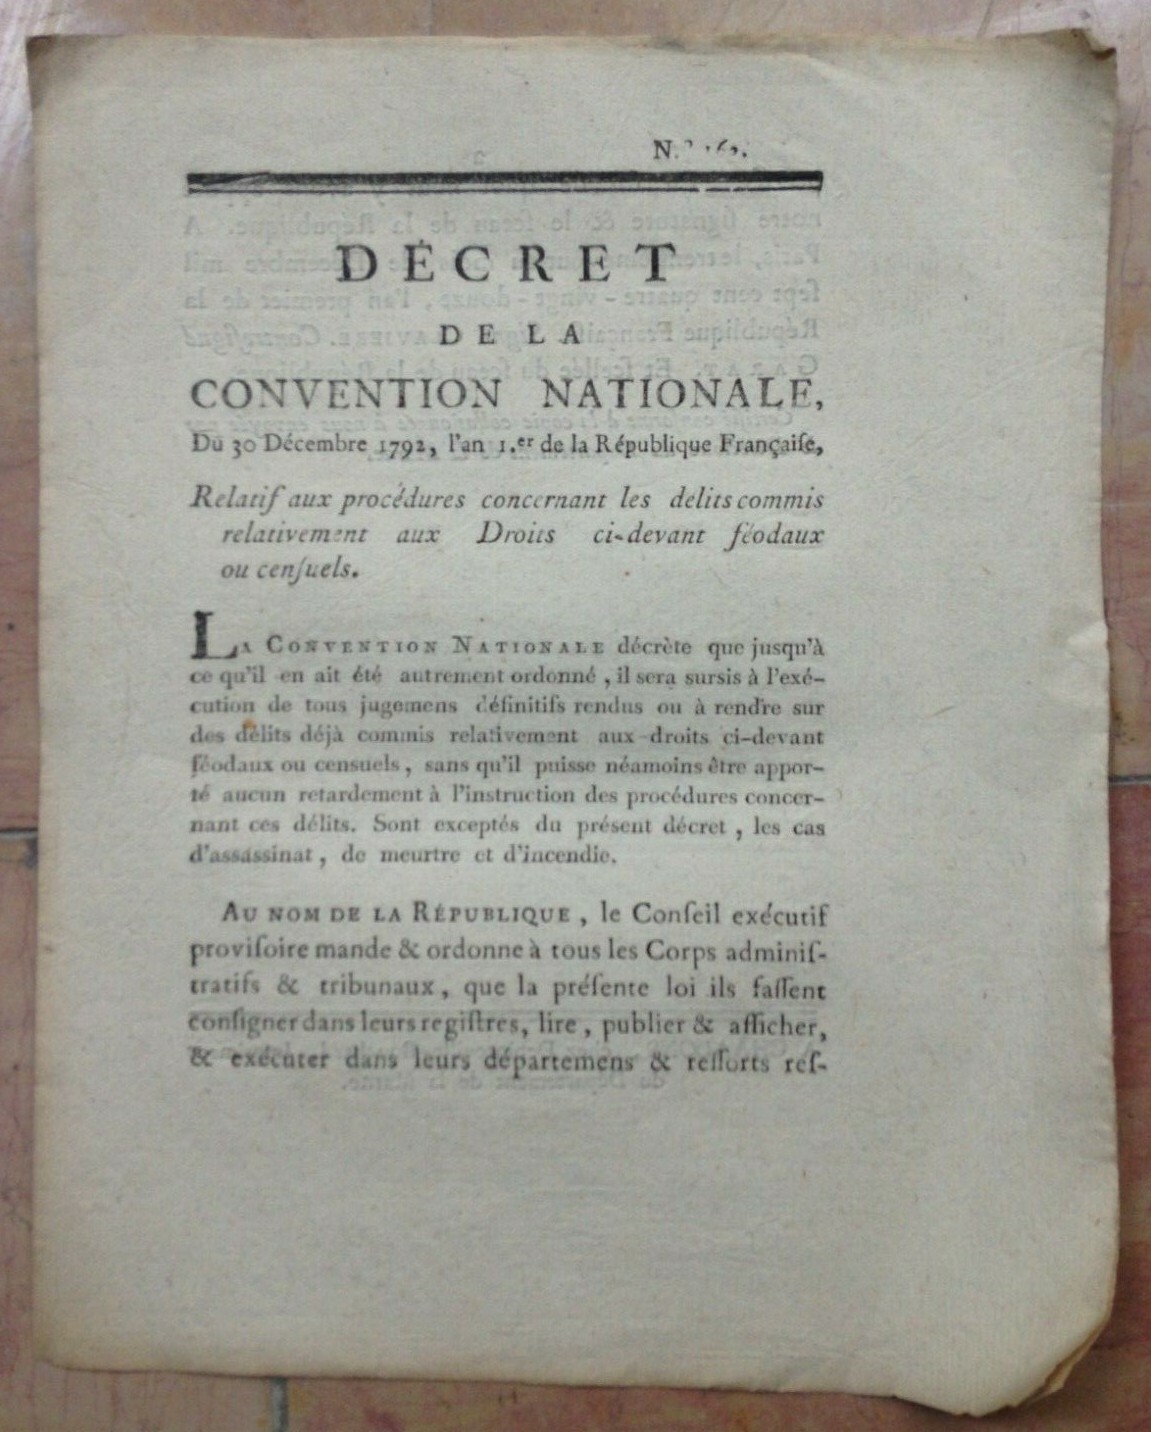 N.
DÉCRET
DE LA
CONVENTION NATIONALE,
Du 30 Décembre 1792, l'an 1.er de la République Françaiſe,
Relatif aux procédures concernant les délits commis
relativement aux Droits ci-devant féodaux
ou cenſuels.
LA CONVENTION NATIONALE décrète que jusqu'à
ce qu'il en ait été autrement ordonné, il sera sursis à l'exé-
cution de tous jugemens définitifs rendus ou à rendre sur
des délits déjà commis relativement aux droits ci-devant
féodaux ou censuels, sans qu'il puisse néamoins être appor-
té aucun retardement à l'instruction des procédures concer-
nant ces délits. Sont exceptés du présent décret, les cas
d'assassinat, de meurtre et d'incendie.
AU NOM DE LA RÉPUBLIQUE, le Conſeil exécutif
proviſoire mande & ordonne à tous les Corps adminiſ-
tratifs & tribunaux, que la préſente loi ils faſſent
conſigner dans leurs regiſtres, lire, publier & afficher,
& exécuter dans leurs départemens & reſſorts reſ-